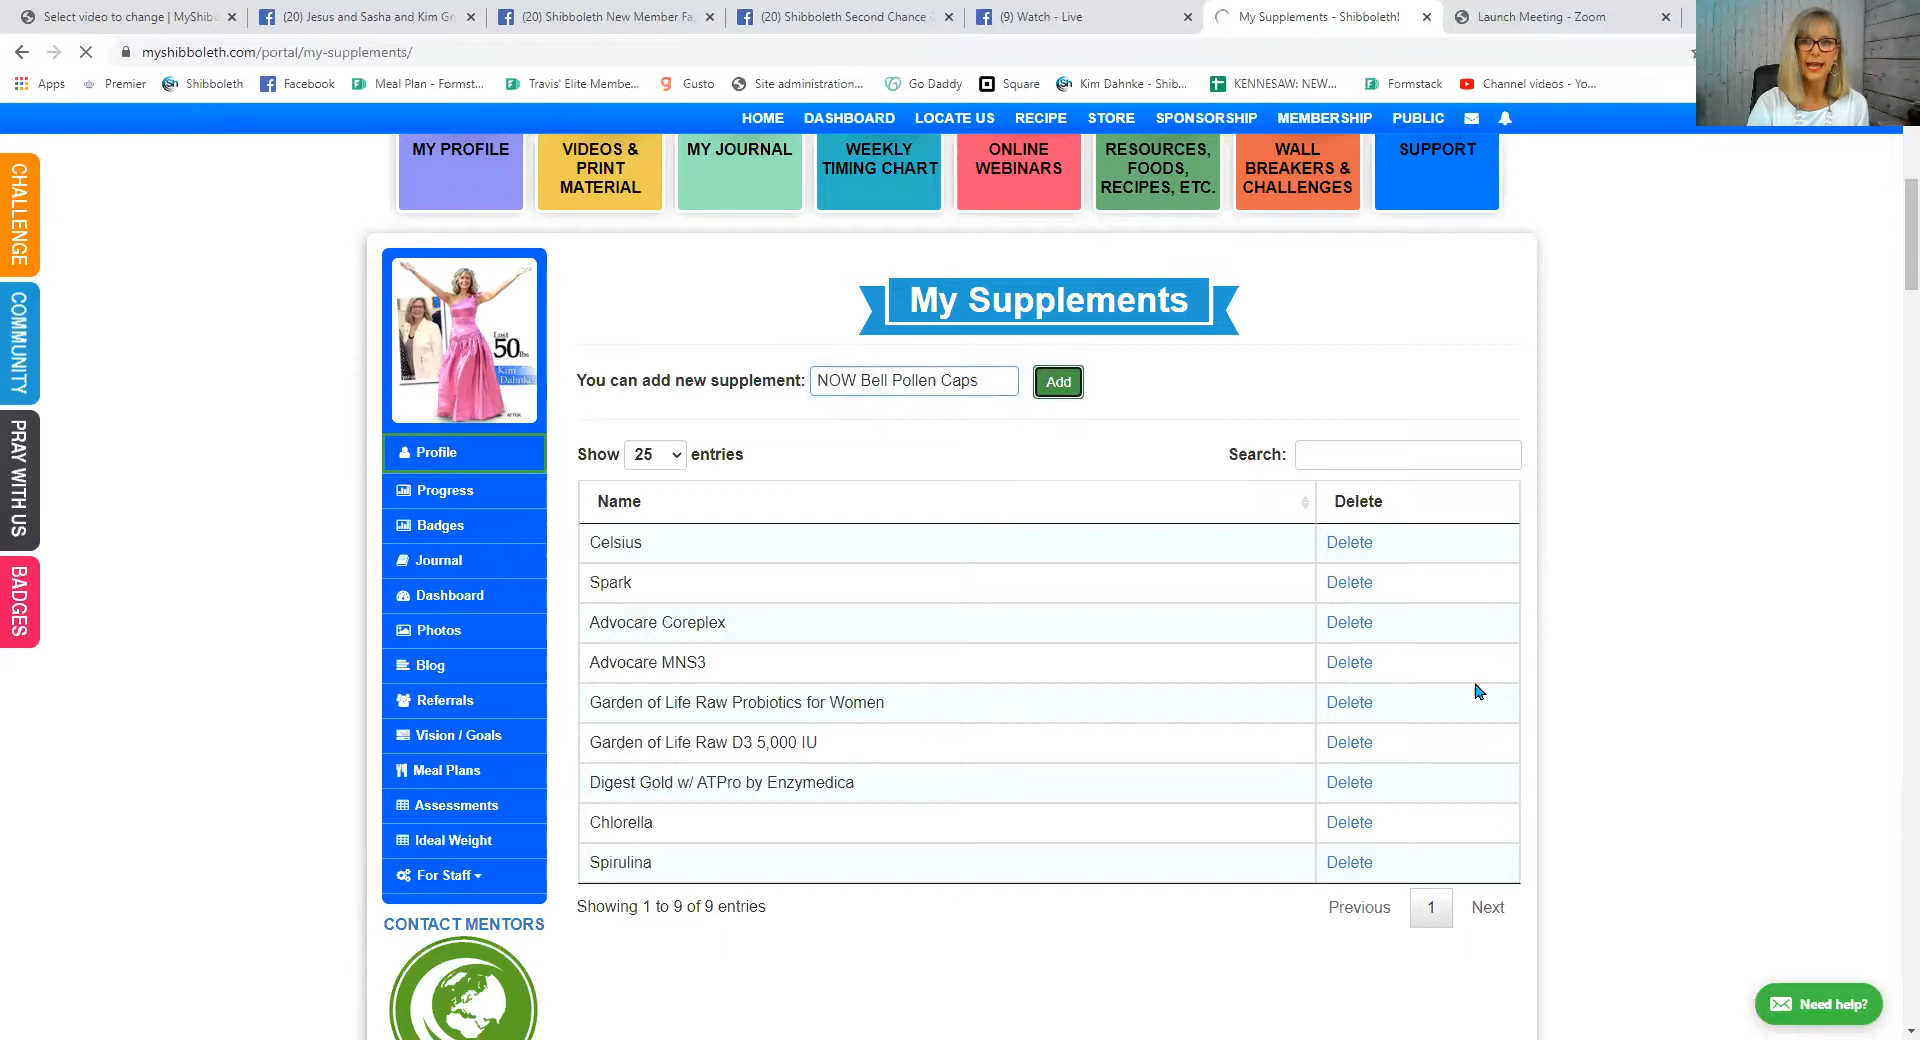 Select video to change | MyShibb
(20) Jesus and Sasha and Kim Gr
(20) Shibboleth New Member Fa
(20) Shibboleth Second Chance
(9) Watch - Live
My Supplements - Shibboleth!
Launch Meeting - Zoom
myshibboleth.com/portal/my-supplements/
Apps
Premier
Shibboleth
Facebook
Meal Plan - Formst...
Travis' Elite Membe...
Gusto
Site administration...
Go Daddy
Square
Kim Dahnke - Shib...
KENNESAW: NEW...
Formstack
Channel videos - Yo...
HOME DASHBOARD LOCATE US RECIPE STORE SPONSORSHIP MEMBERSHIP PUBLIC
MY PROFILE
VIDEOS &
PRINT
MATERIAL
MY JOURNAL
WEEKLY
TIMING CHART
ONLINE
WEBINARS
RESOURCES,
FOODS,
RECIPES, ETC.
WALL
BREAKERS &
CHALLENGES
SUPPORT
CHALLENGE
COMMUNITY
PRAY WITH US
BADGES
Lost
50 lbs
Kim
Dahnke
AFTER
Profile
Progress
Badges
Journal
Dashboard
Photos
Blog
Referrals
Vision / Goals
Meal Plans
Assessments
Ideal Weight
For Staff
CONTACT MENTORS
My Supplements
You can add new supplement: NOW Bell Pollen Caps Add
Show 25 entries
Search:
Name Delete
Celsius Delete
Spark Delete
Advocare Coreplex Delete
Advocare MNS3 Delete
Garden of Life Raw Probiotics for Women Delete
Garden of Life Raw D3 5,000 IU Delete
Digest Gold w/ ATPro by Enzymedica Delete
Chlorella Delete
Spirulina Delete
Showing 1 to 9 of 9 entries
Previous 1 Next
Need help?